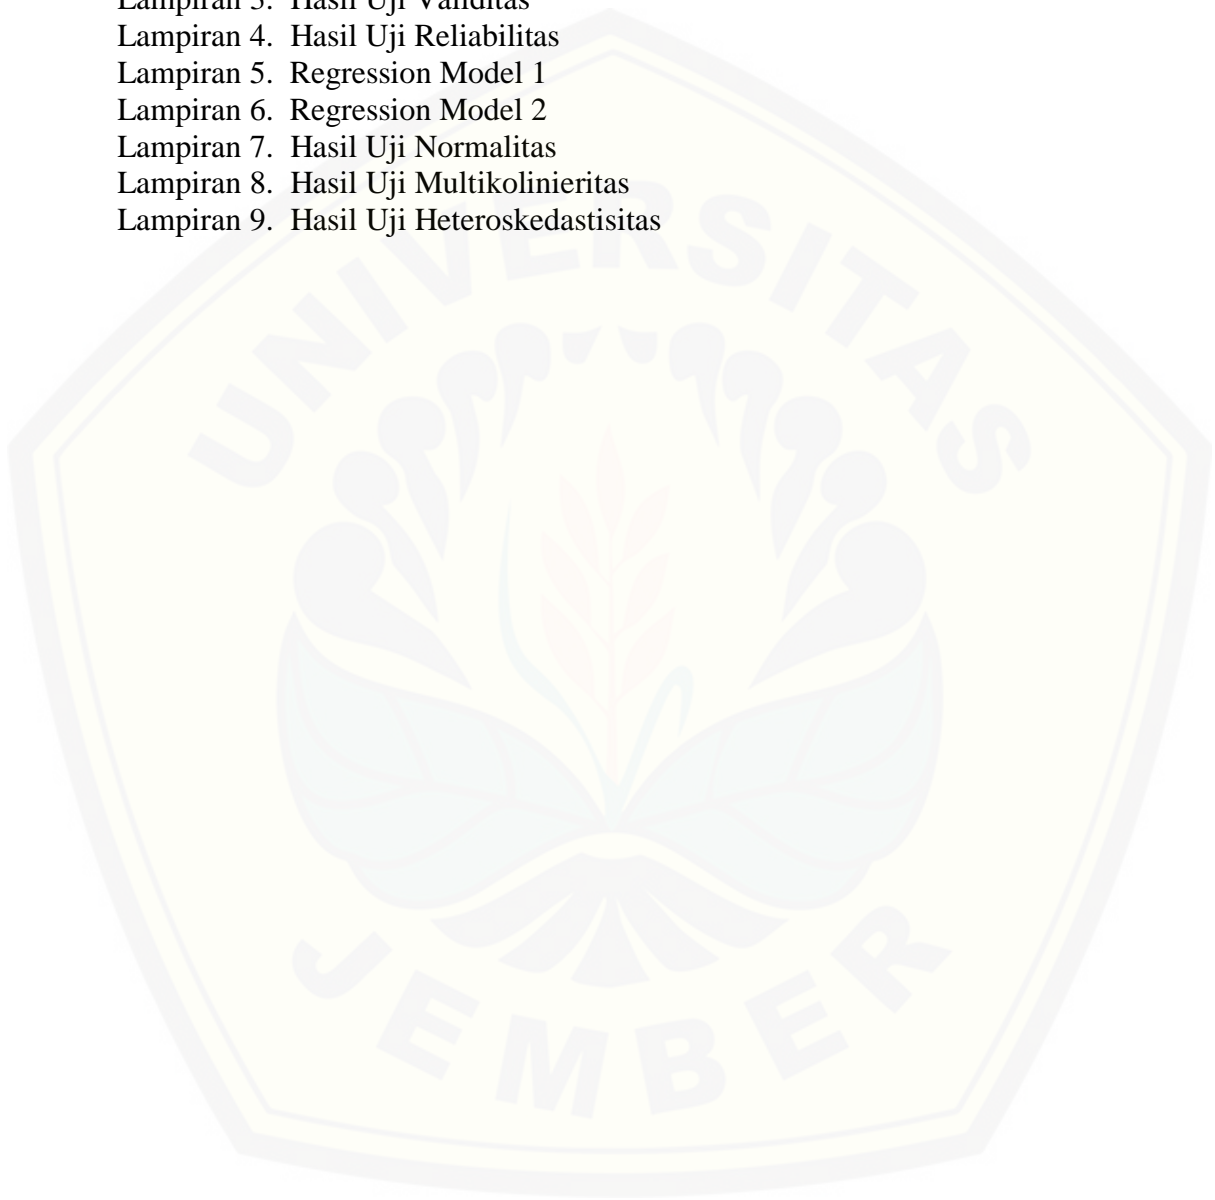 Lampiran 3. Hasil Uji Validitas
Lampiran 4. Hasil Uji Reliabilitas
Lampiran 5. Regression Model 1
Lampiran 6. Regression Model 2
Lampiran 7. Hasil Uji Normalitas
Lampiran 8. Hasil Uji Multikolinieritas
Lampiran 9. Hasil Uji Heteroskedastisitas
UNIVERSITAS
JEMBER